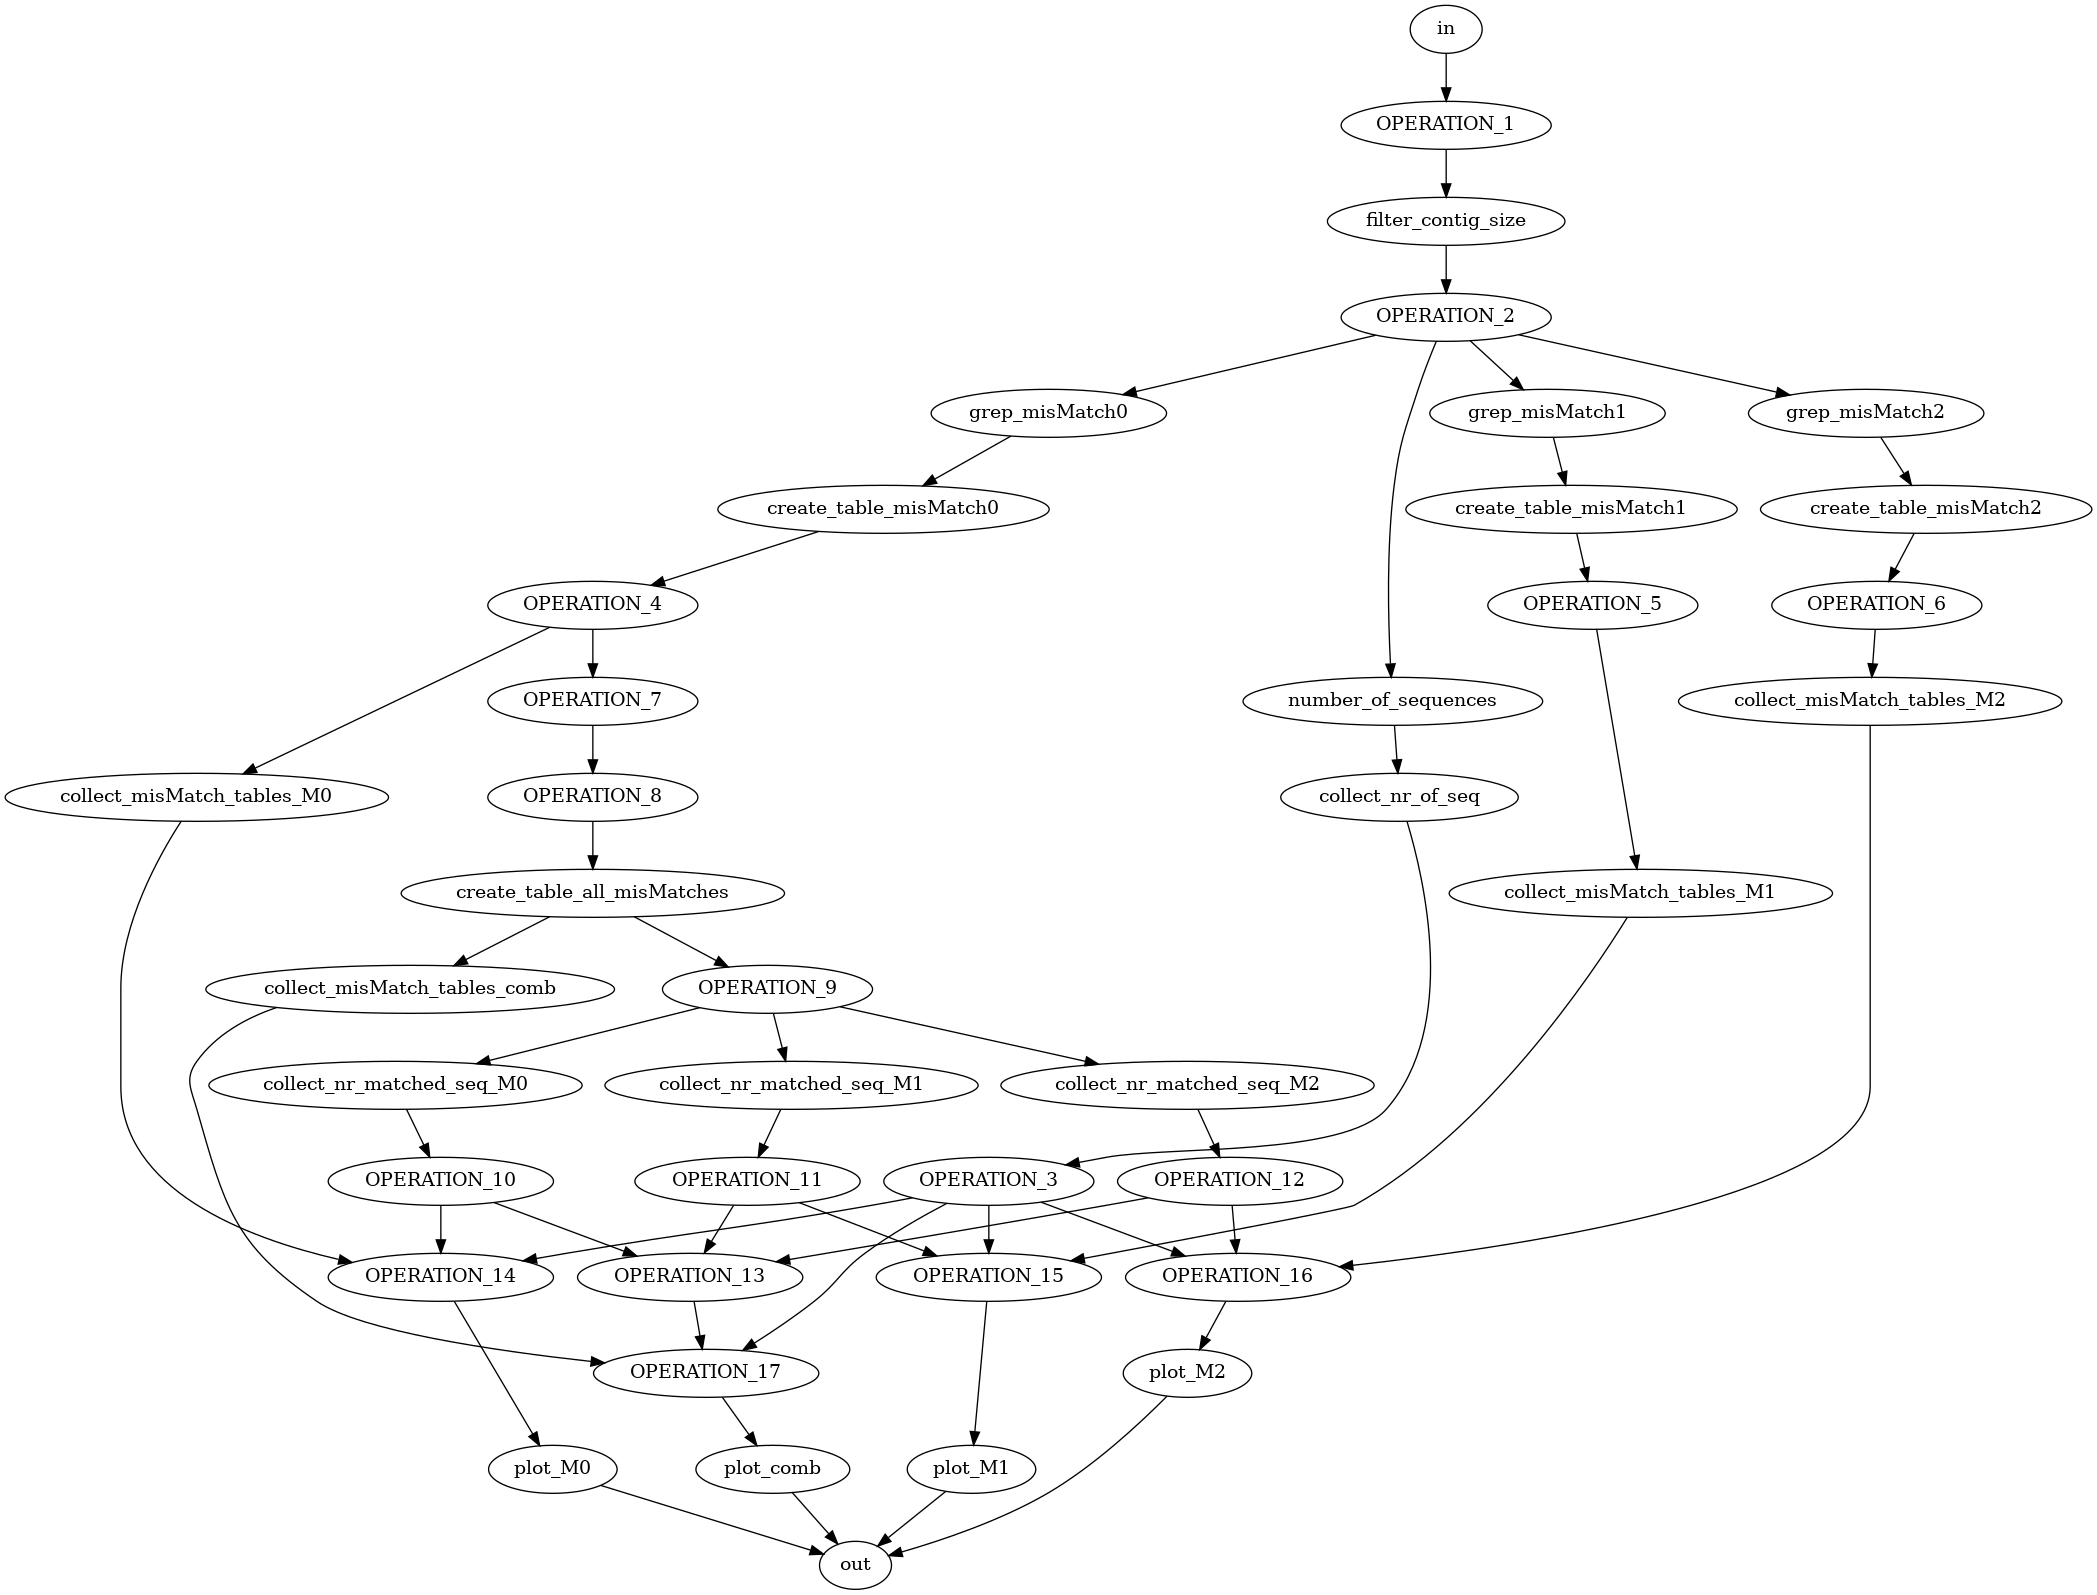 in
OPERATION_1
filter_contig_size
OPERATION_2
grep_misMatch0
grep_misMatch1
grep_misMatch2
create_table_misMatch0
create_table_misMatch1
create_table_misMatch2
OPERATION_4
OPERATION_5
OPERATION_6
OPERATION_7
number_of_sequences
collect_misMatch_tables_M2
collect_misMatch_tables_M0
OPERATION_8
collect_nr_of_seq
create_table_all_misMatches
collect_misMatch_tables_M1
collect_misMatch_tables_comb
OPERATION_9
collect_nr_matched_seq_M0
collect_nr_matched_seq_M1
collect_nr_matched_seq_M2
OPERATION_10
OPERATION_11
OPERATION_3
OPERATION_12
OPERATION_14
OPERATION_13
OPERATION_15
OPERATION_16
OPERATION_17
plot_M2
plot_M0
plot_comb
plot_M1
out